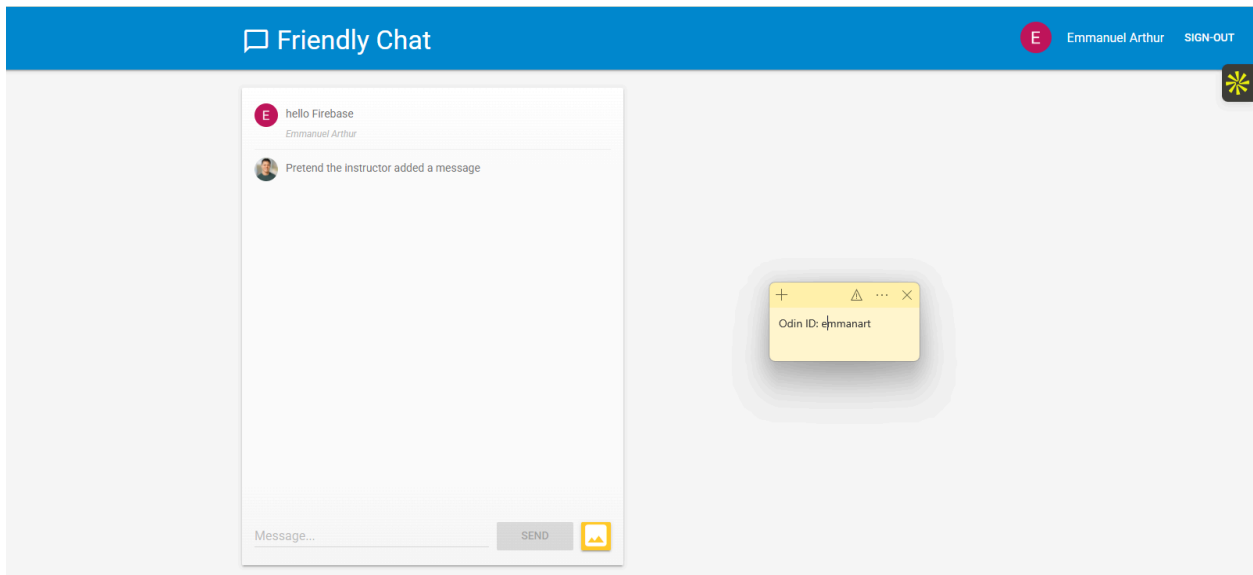 Friendly Chat
E
Emmanuel Arthur
SIGN-OUT
E
hello Firebase
Emmanuel Arthur
Pretend the instructor added a message
Odin ID: emmanart
Message...
SEND